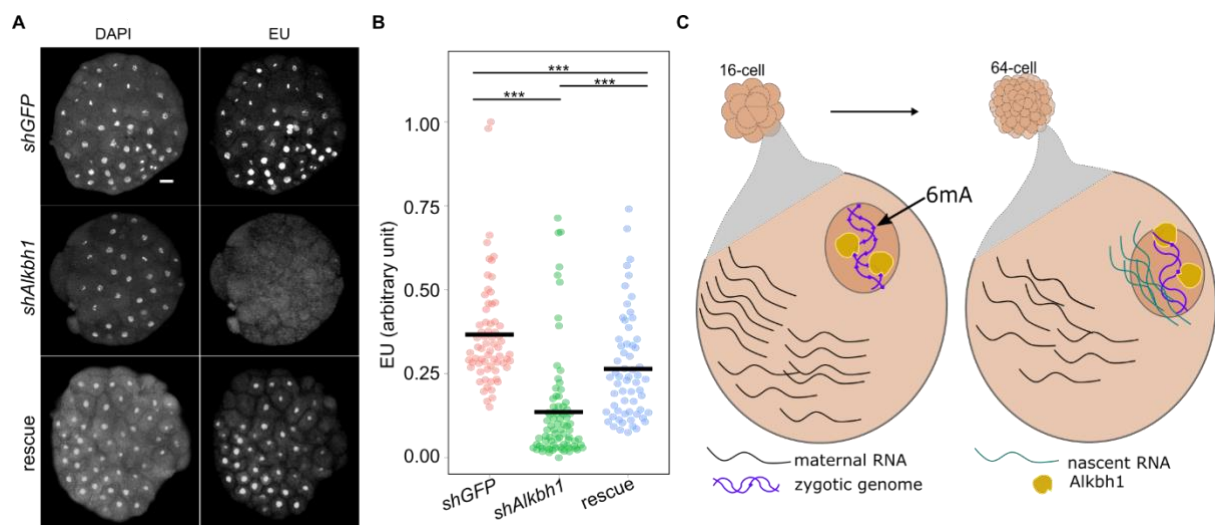 A
DAPI
EU
shGFP
shAlkbh1
rescue
B
EU (arbitrary unit)
1.00
0.75
0.50
0.25
0.00
***
***
***
shGFP
shAlkbh1
rescue
C
16-cell
64-cell
6mA
maternal RNA
zygotic genome
nascent RNA
Alkbh1